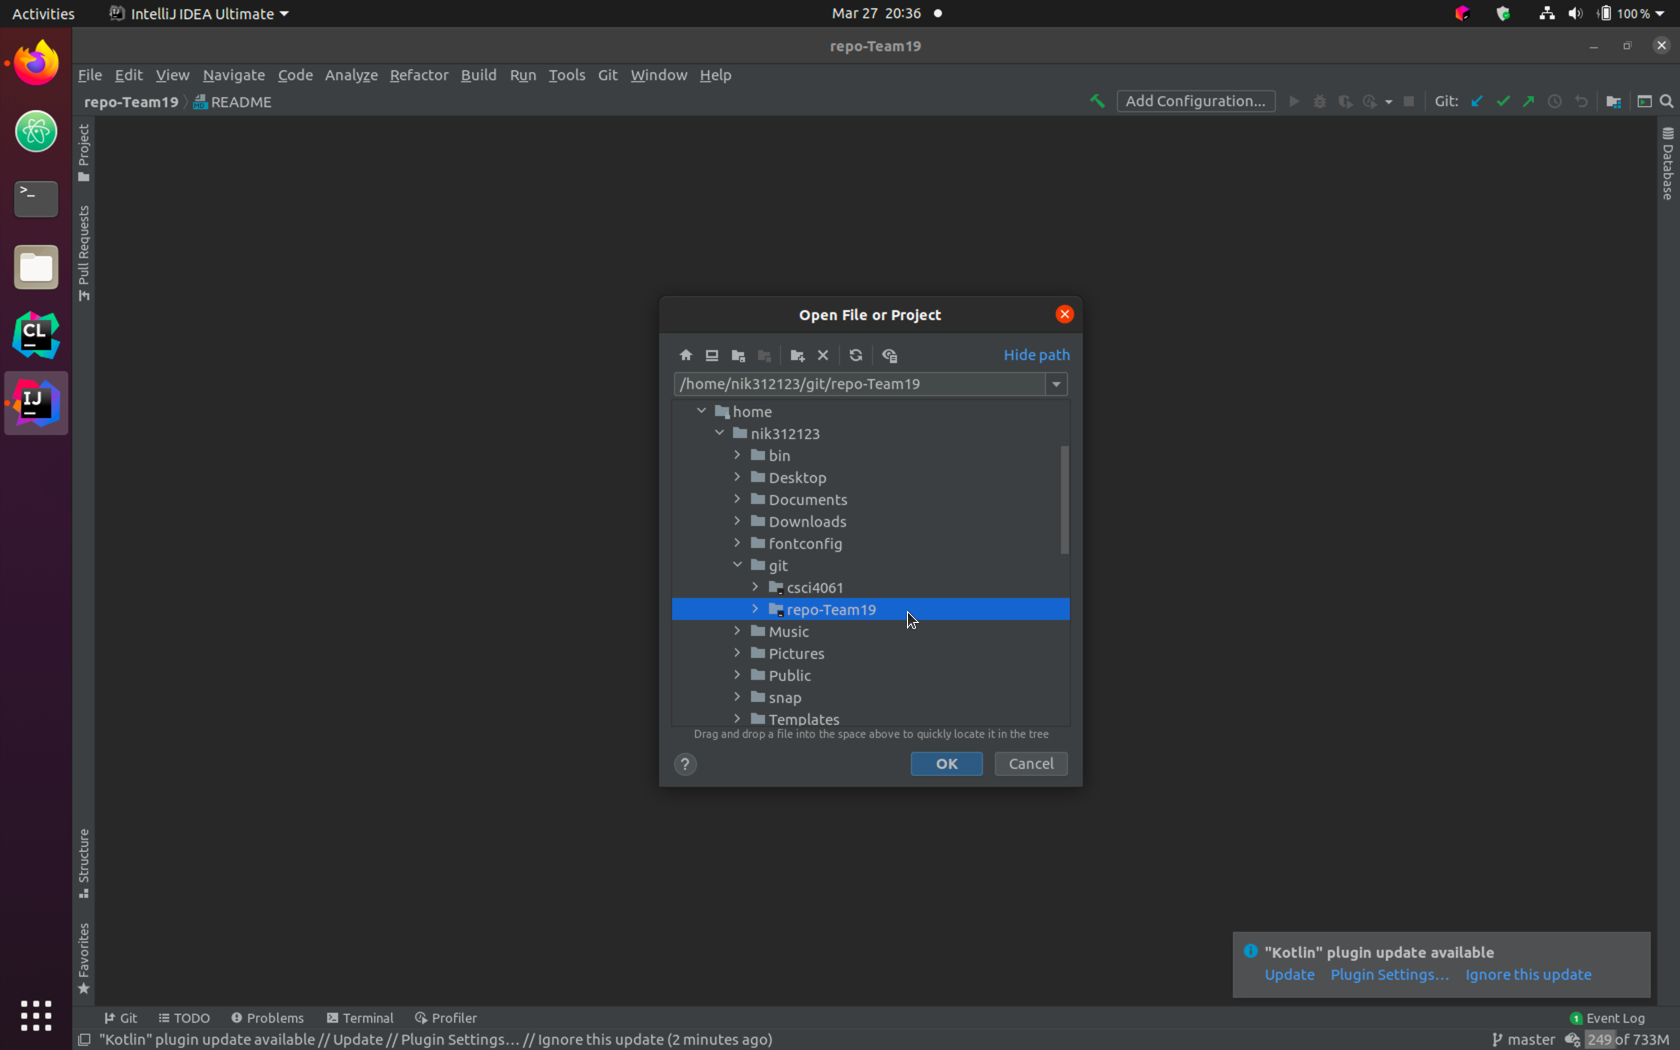 Activities
IntelliJ IDEA Ultimate
Mar 27 20:36
100 %
repo-Team19
File Edit View Navigate Code Analyze Refactor Build Run Tools Git Window Help
repo-Team19 README
Add Configuration...
Git:
Project
Pull Requests
Structure
Favorites
Database
>_
CL
IJ
Open File or Project
Hide path
/home/nik312123/git/repo-Team19
home
nik312123
bin
Desktop
Documents
Downloads
fontconfig
git
csci4061
repo-Team19
Music
Pictures
Public
snap
Templates
Drag and drop a file into the space above to quickly locate it in the tree
?
OK
Cancel
"Kotlin" plugin update available
Update Plugin Settings... Ignore this update
Git TODO Problems Terminal Profiler
1 Event Log
"Kotlin" plugin update available // Update // Plugin Settings... // Ignore this update (2 minutes ago)
master
249 of 733M